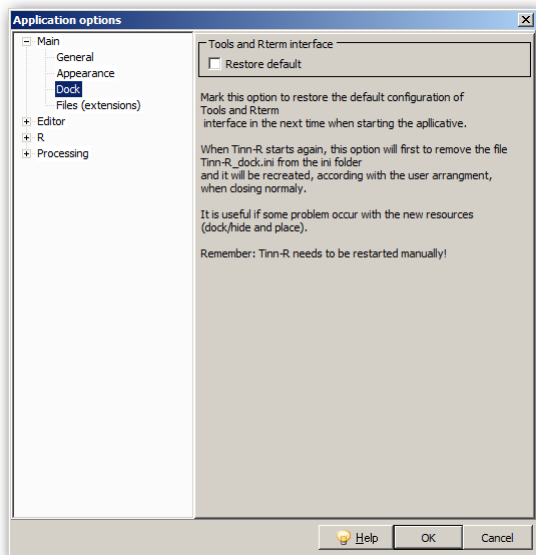 Application options
Main
General
Appearance
Dock
Files (extensions)
Editor
R
Processing
Tools and Rterm interface
Restore default
Mark this option to restore the default configuration of
Tools and Rterm
interface in the next time when starting the apllicative.
When Tinn-R starts again, this option will first to remove the file
Tinn-R_dock.ini from the ini folder
and it will be recreated, according with the user arrangment,
when closing normaly.
It is useful if some problem occur with the new resources
(dock/hide and place).
Remember: Tinn-R needs to be restarted manually!
Help
OK
Cancel